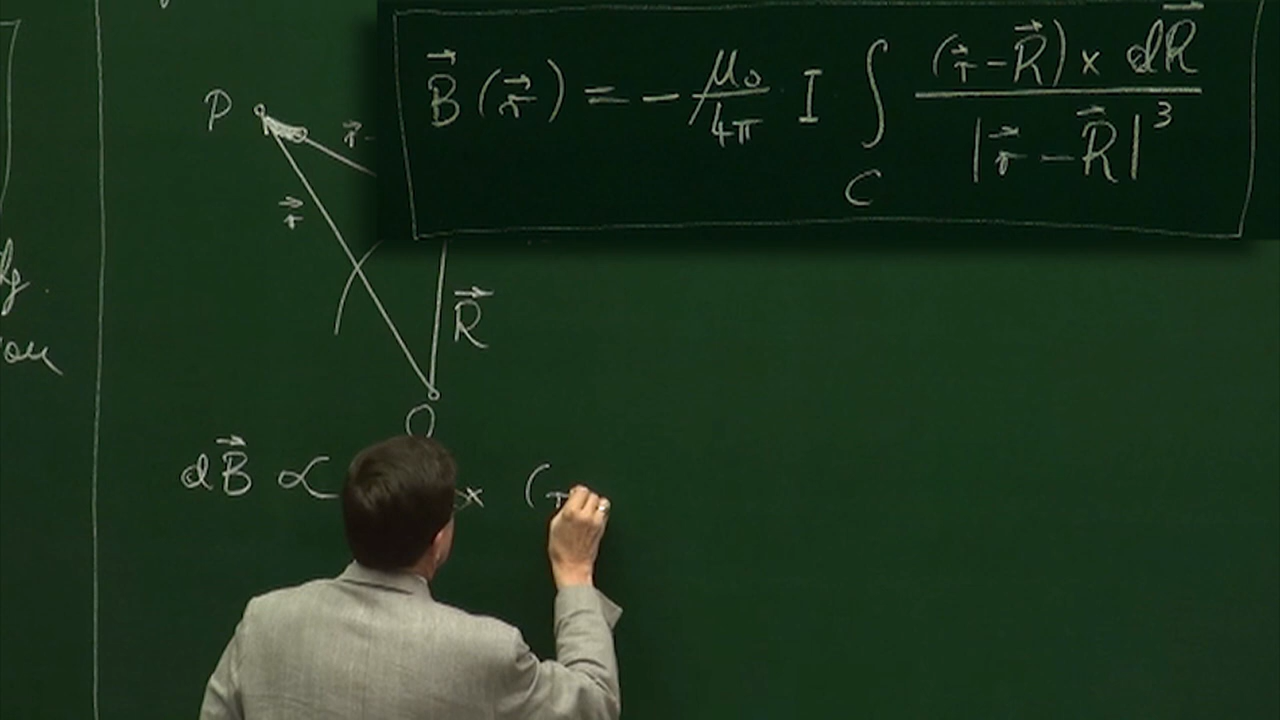 P
r⃗ -
r⃗
R⃗
O
dB⃗ ∝ × (r
B⃗(r⃗) = - μ₀/4π I ∫_C (r⃗-R⃗) × dR⃗ / |r⃗-R⃗|³